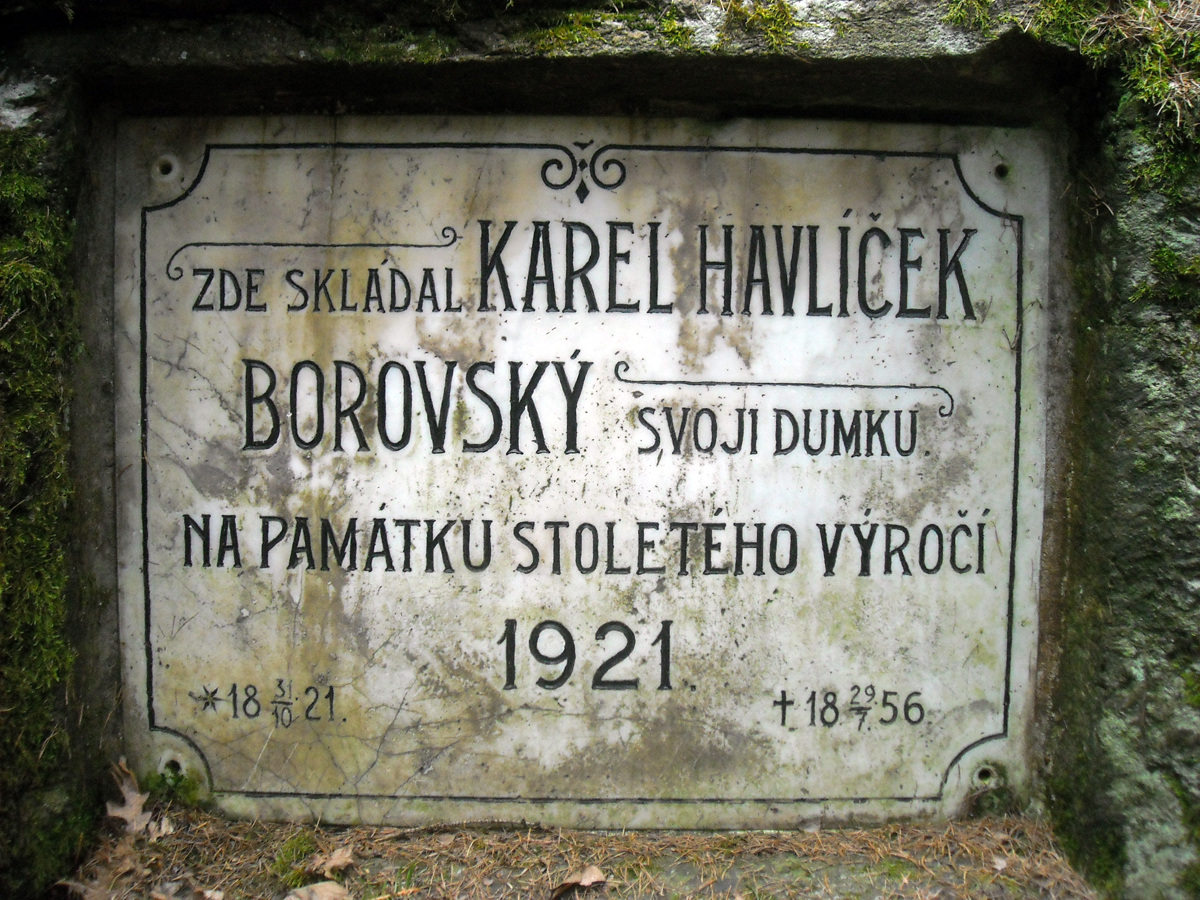 ZDE SKLÁDAL KAREL HAVLÍČEK
BOROVSKÝ SVOJI DUMKU.
NA PAMÁTKU STOLETÉHO VÝROČÍ
1921.
*18 31/10 21. †18 29/7 56.